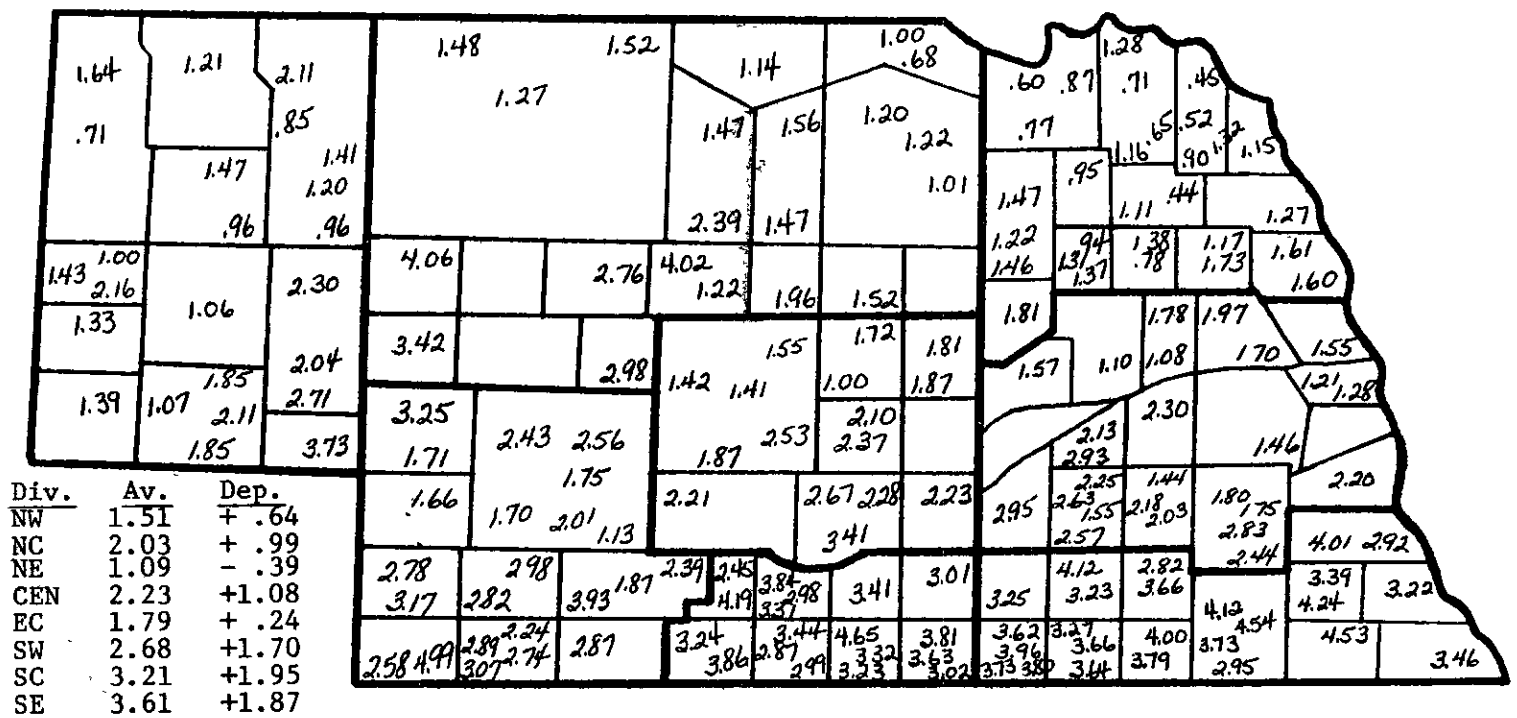 1.48 1.52 1.00
1.64 1.21 2.11 1.14 .68 1.28
1.27 .60 .87 .71 .45
.71 .85 1.47 1.56 1.20 .77 .65 .52 1.32
1.41 1.22 1.16 .90 1.15
1.47 1.20 1.01 .95
.96 .96 2.39 1.47 1.47 1.11 .44 1.27
1.00 4.06 2.76 4.02 1.22 .94 1.38 1.17 1.61
1.43 2.16 2.30 1.22 1.46 1.31 1.37 .78 1.73 1.60
1.33 1.06 1.96 1.52 1.81
3.42 1.55 1.72 1.81 1.78 1.97
2.04 2.98 1.57 1.10 1.08 1.70 1.55
1.39 1.07 1.85 2.71 1.42 1.41 1.00 1.87 1.21 1.28
2.11 3.25 2.43 2.56 2.53 2.10 2.13 2.30
1.85 3.73 1.71 1.87 2.37 2.93 1.46
1.66 1.75 2.21 2.67 2.28 2.23 2.25 1.44 2.20
1.70 2.01 1.13 3.41 2.95 2.63 1.55 2.18 2.03 1.80 1.75
2.57 2.83 2.44 4.01 2.92
2.78 2.98 1.87 2.39 2.45 3.84 3.41 3.01 4.12 2.82 3.39 3.22
3.17 2.82 3.93 4.19 3.37 2.98 3.25 3.23 3.66 4.12 4.24
2.89 2.24 2.87 3.24 3.44 4.65 3.81 3.62 3.27 4.00 4.54 4.53
2.58 4.99 3.07 2.74 3.86 2.87 2.99 3.32 3.23 3.63 3.02 3.96 3.73 3.80 3.66 3.64 3.79 3.73 2.95 3.46
Div. Av. Dep.
NW 1.51 + .64
NC 2.03 + .99
NE 1.09 - .39
CEN 2.23 +1.08
EC 1.79 + .24
SW 2.68 +1.70
SC 3.21 +1.95
SE 3.61 +1.87